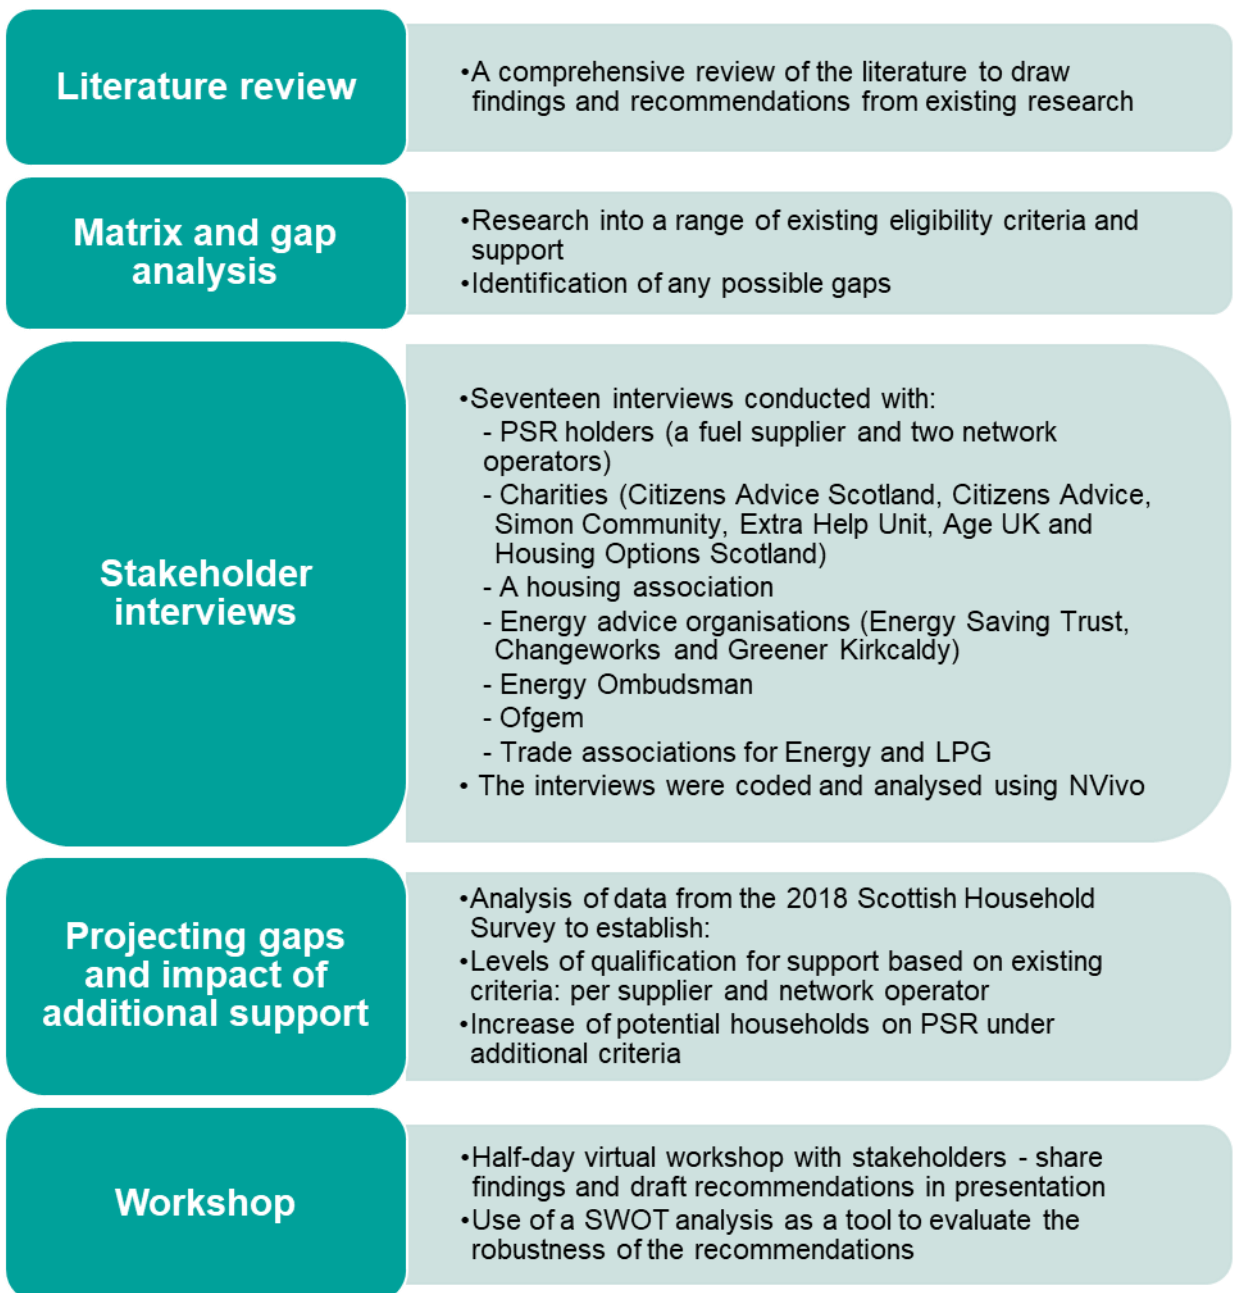 Literature review
•A comprehensive review of the literature to draw
findings and recommendations from existing research
Matrix and gap
analysis
•Research into a range of existing eligibility criteria and
support
•Identification of any possible gaps
Stakeholder
interviews
•Seventeen interviews conducted with:
- PSR holders (a fuel supplier and two network
operators)
- Charities (Citizens Advice Scotland, Citizens Advice,
Simon Community, Extra Help Unit, Age UK and
Housing Options Scotland)
- A housing association
- Energy advice organisations (Energy Saving Trust,
Changeworks and Greener Kirkcaldy)
- Energy Ombudsman
- Ofgem
- Trade associations for Energy and LPG
• The interviews were coded and analysed using NVivo
Projecting gaps
and impact of
additional support
•Analysis of data from the 2018 Scottish Household
Survey to establish:
•Levels of qualification for support based on existing
criteria: per supplier and network operator
•Increase of potential households on PSR under
additional criteria
Workshop
•Half-day virtual workshop with stakeholders - share
findings and draft recommendations in presentation
•Use of a SWOT analysis as a tool to evaluate the
robustness of the recommendations